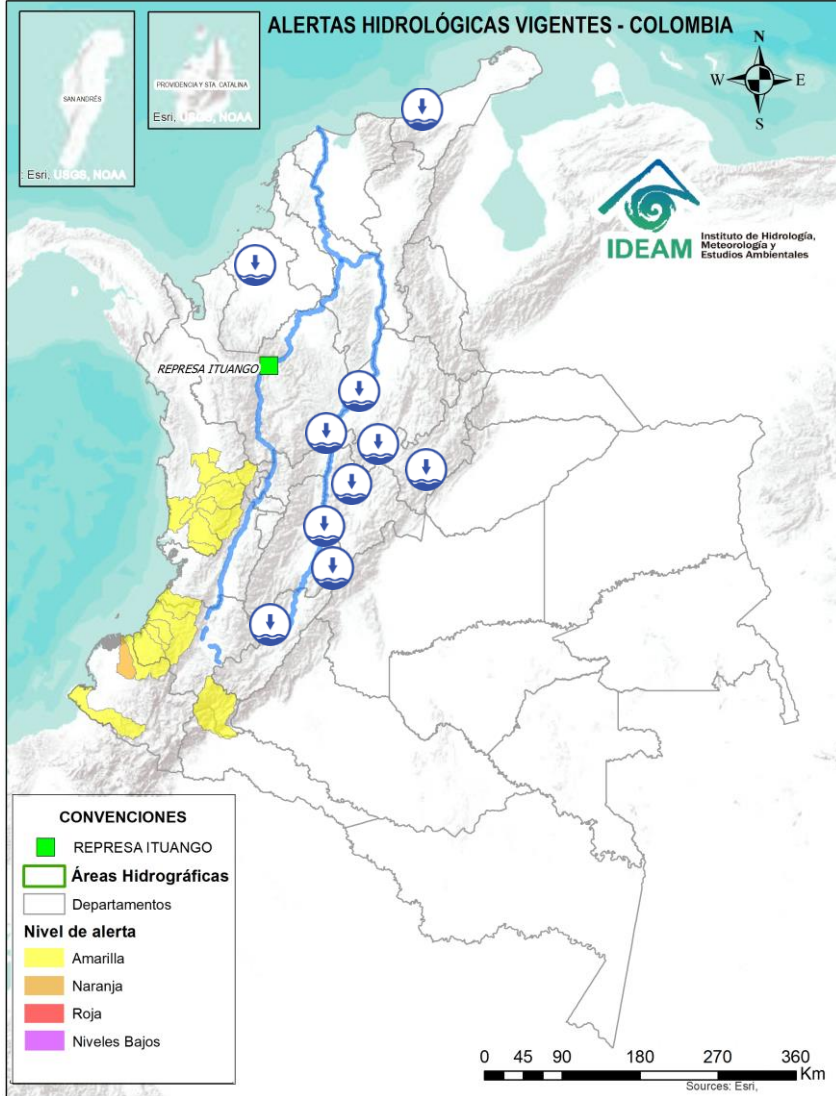 ALERTAS HIDROLÓGICAS VIGENTES - COLOMBIA
SAN ANDRÉS
: Esri, USGS, NOAA
PROVIDENCIA Y STA. CATALINA
Esri, USGS, NOAA
N
W E
S
IDEAM
Instituto de Hidrología,
Meteorología y
Estudios Ambientales
REPRESA ITUANGO
CONVENCIONES
REPRESA ITUANGO
Áreas Hidrográficas
Departamentos
Nivel de alerta
Amarilla
Naranja
Roja
Niveles Bajos
0 45 90 180 270 360
Km
Sources: Esri,